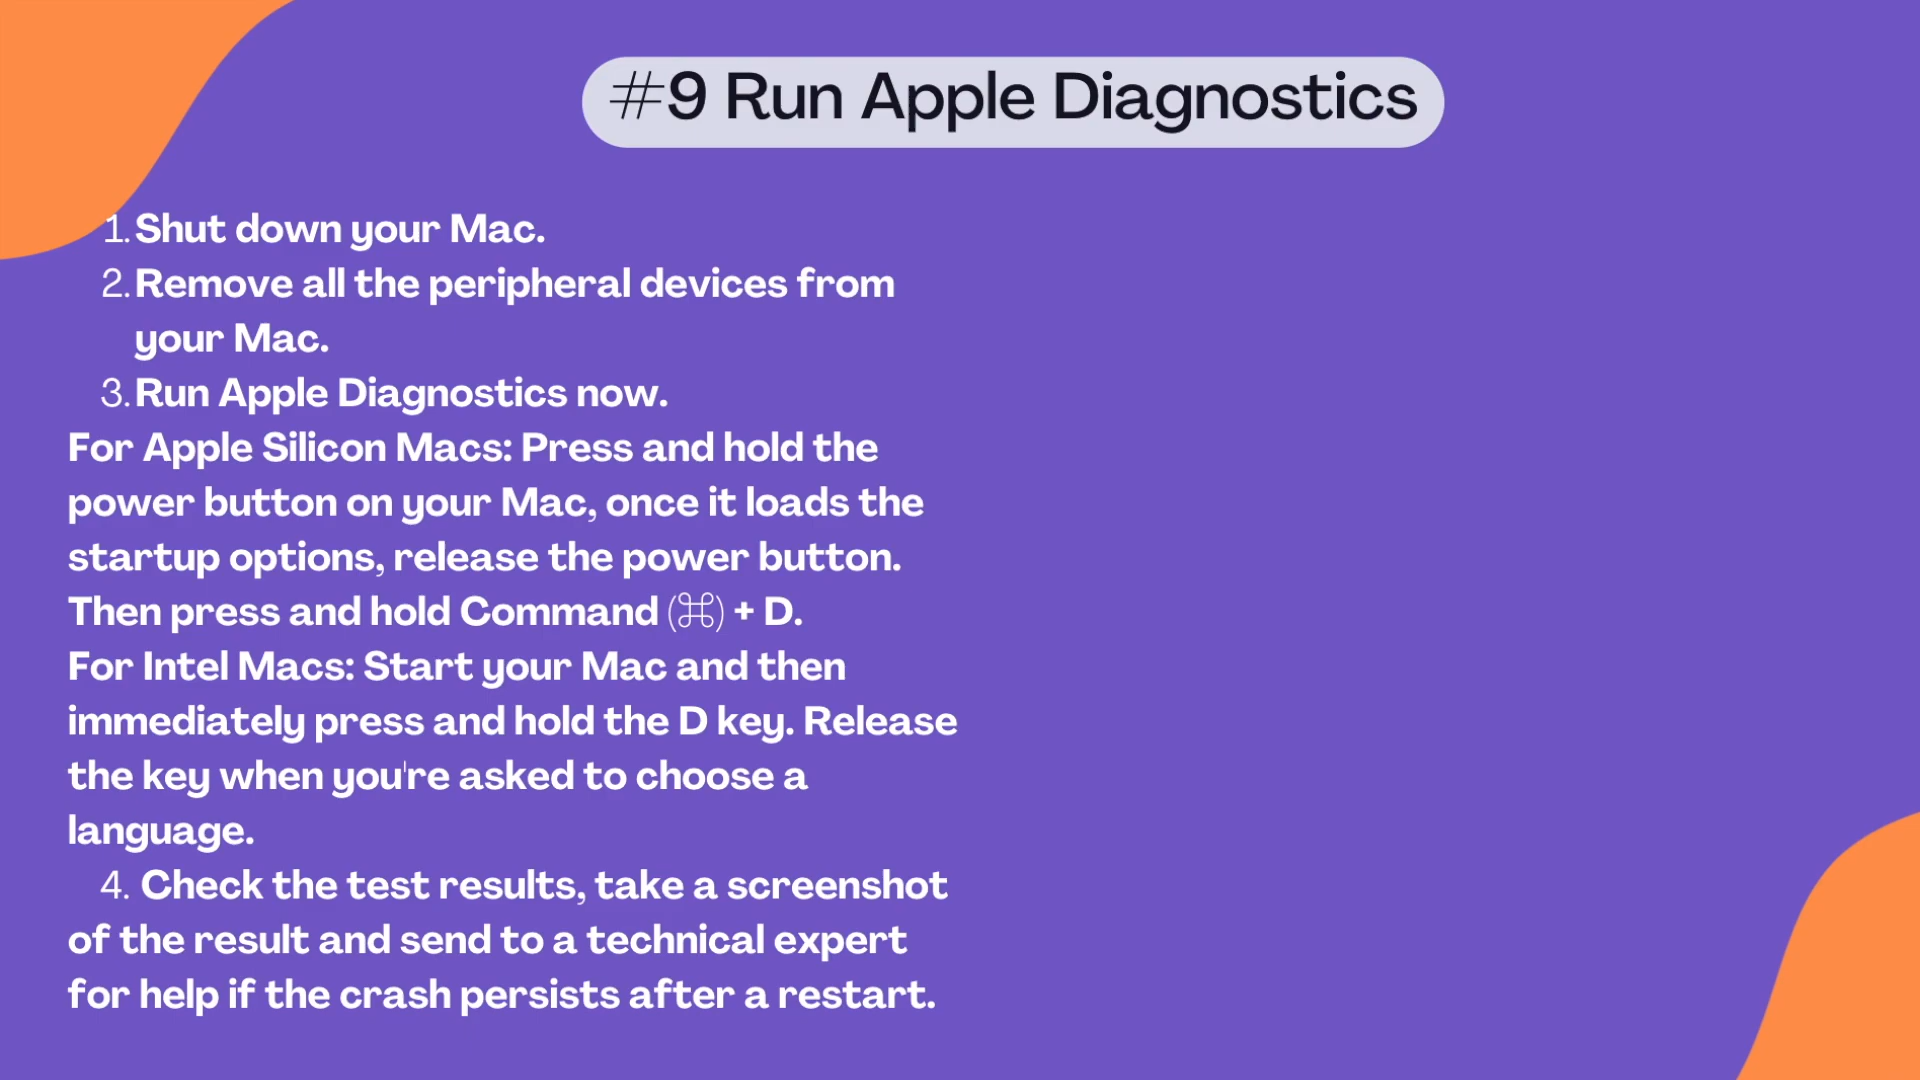 #9 Run Apple Diagnostics
1. Shut down your Mac.
2. Remove all the peripheral devices from
your Mac.
3. Run Apple Diagnostics now.
For Apple Silicon Macs: Press and hold the
power button on your Mac, once it loads the
startup options, release the power button.
Then press and hold Command (⌘) + D.
For Intel Macs: Start your Mac and then
immediately press and hold the D key. Release
the key when you're asked to choose a
language.
4. Check the test results, take a screenshot
of the result and send to a technical expert
for help if the crash persists after a restart.